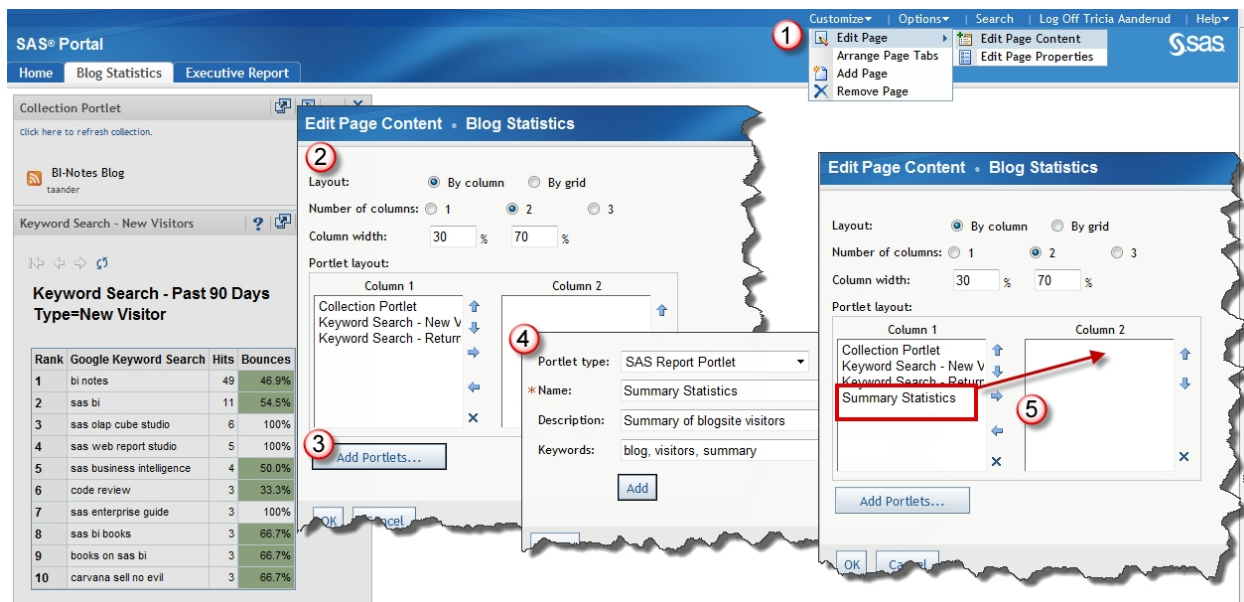 Customize | Options | Search | Log Off Tricia Aanderud | Help
SAS® Portal
1
Edit Page
Edit Page Content
Arrange Page Tabs
Edit Page Properties
Add Page
Remove Page
sas
Home Blog Statistics Executive Report
Collection Portlet
Click here to refresh collection.
BI-Notes Blog
taander
Keyword Search - New Visitors
?
Keyword Search - Past 90 Days
Type=New Visitor
Rank Google Keyword Search Hits Bounces
1 bi notes 49 46.9%
2 sas bi 11 54.5%
3 sas olap cube studio 6 100%
4 sas web report studio 5 100%
5 sas business intelligence 4 50.0%
6 code review 3 33.3%
7 sas enterprise guide 3 100%
8 sas bi books 3 66.7%
9 books on sas bi 3 66.7%
10 carvana sell no evil 3 66.7%
Edit Page Content • Blog Statistics
2
Layout: By column By grid
Number of columns: 1 2 3
Column width: 30 % 70 %
Portlet layout:
Column 1 Column 2
Collection Portlet
Keyword Search - New V
Keyword Search - Return
3
Add Portlets...
OK Cancel
4
Portlet type: SAS Report Portlet
*Name: Summary Statistics
Description: Summary of blogsite visitors
Keywords: blog, visitors, summary
Add
Edit Page Content • Blog Statistics
Layout: By column By grid
Number of columns: 1 2 3
Column width: 30 % 70 %
Portlet layout:
Column 1 Column 2
Collection Portlet
Keyword Search - New V
Keyword Search - Return
Summary Statistics
5
Add Portlets...
OK Cancel